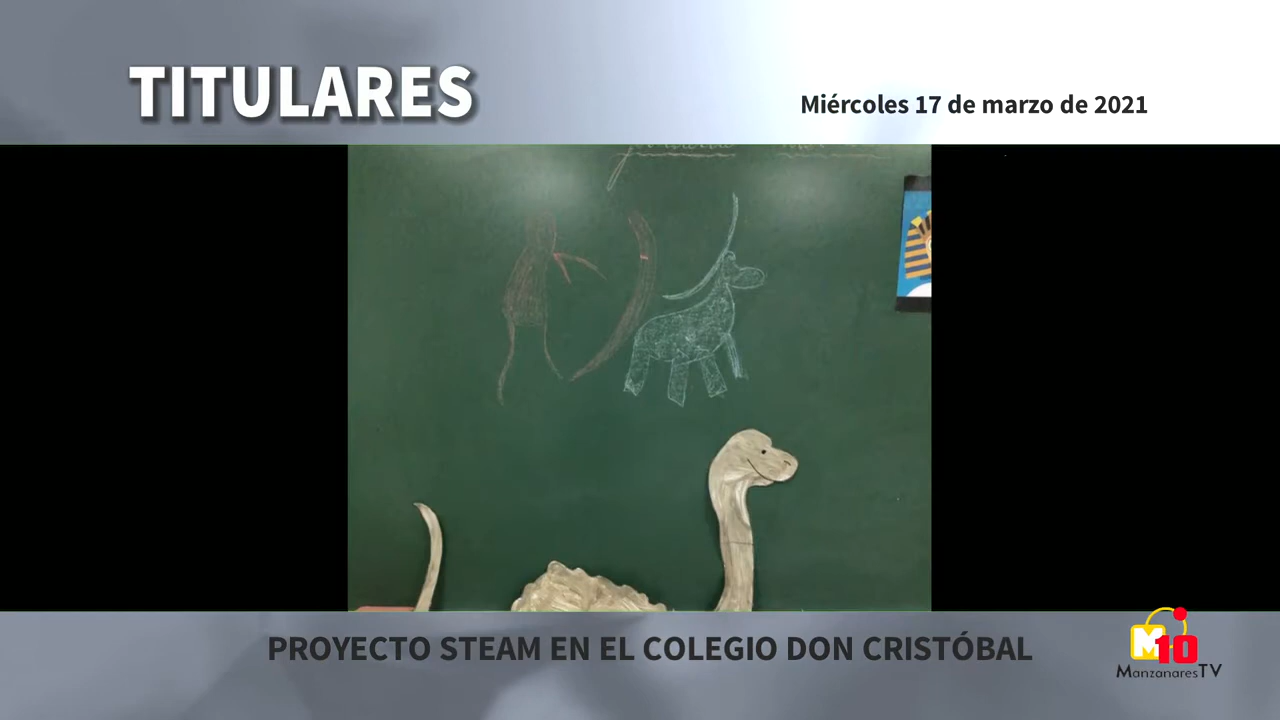 TITULARES
Miércoles 17 de marzo de 2021
PROYECTO STEAM EN EL COLEGIO DON CRISTÓBAL
M10
ManzanaresTV